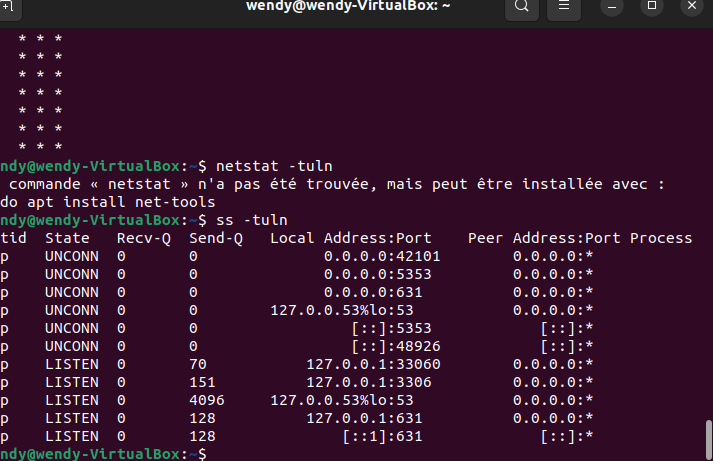 wendy@wendy-VirtualBox: ~
* * *
* * *
* * *
* * *
* * *
* * *
* * *
ndy@wendy-VirtualBox:~$ netstat -tuln
commande « netstat » n'a pas été trouvée, mais peut être installée avec :
do apt install net-tools
ndy@wendy-VirtualBox:~$ ss -tuln
tid State Recv-Q Send-Q Local Address:Port Peer Address:Port Process
p UNCONN 0 0 0.0.0.0:42101 0.0.0.0:*
p UNCONN 0 0 0.0.0.0:5353 0.0.0.0:*
p UNCONN 0 0 0.0.0.0:631 0.0.0.0:*
p UNCONN 0 0 127.0.0.53%lo:53 0.0.0.0:*
p UNCONN 0 0 [::]:5353 [::]:*
p UNCONN 0 0 [::]:48926 [::]:*
p LISTEN 0 70 127.0.0.1:33060 0.0.0.0:*
p LISTEN 0 151 127.0.0.1:3306 0.0.0.0:*
p LISTEN 0 4096 127.0.0.53%lo:53 0.0.0.0:*
p LISTEN 0 128 127.0.0.1:631 0.0.0.0:*
p LISTEN 0 128 [::1]:631 [::]:*
ndy@wendy-VirtualBox:~$